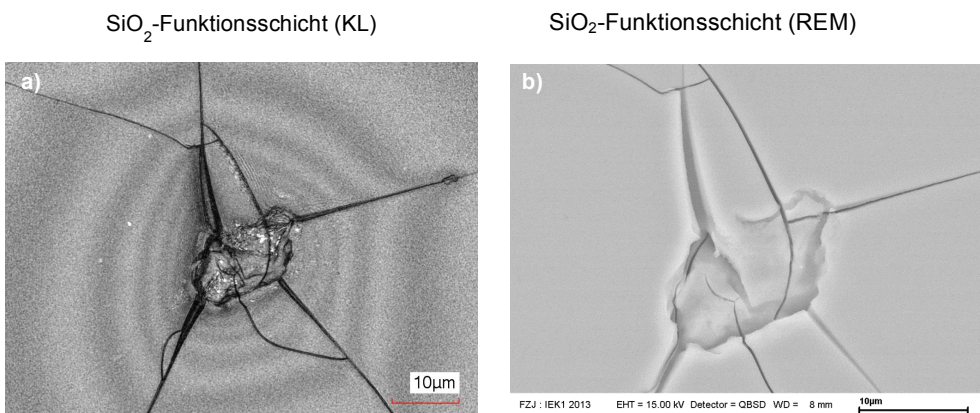 SiO₂-Funktionsschicht (KL)
SiO₂-Funktionsschicht (REM)
a)
b)
10µm
FZJ : IEK1 2013 EHT = 15.00 kV Detector = QBSD WD = 8 mm 10µm